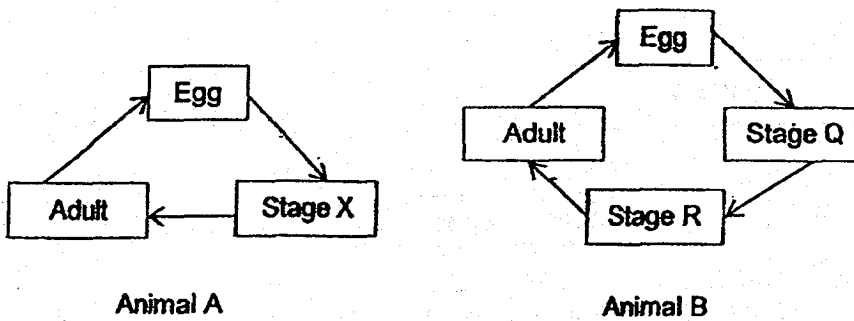 Egg
Adult
Stage X
Animal A
Egg
Adult
Stage Q
Stage R
Animal B